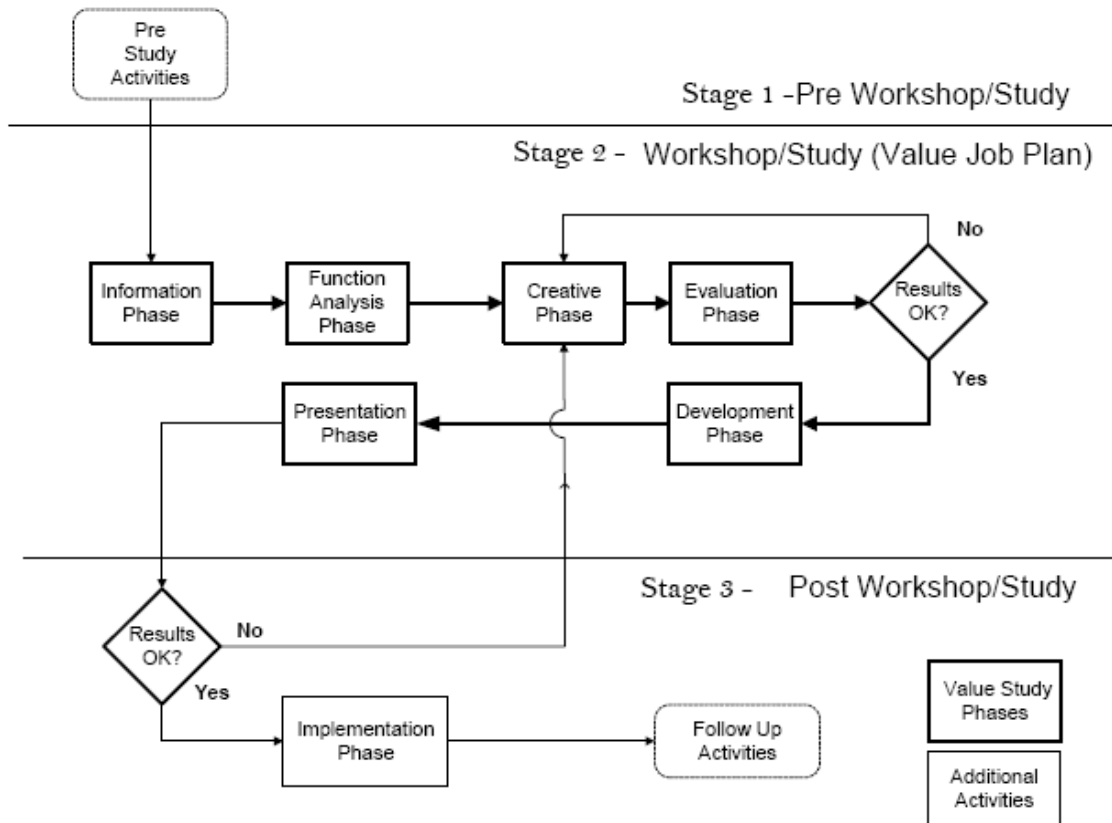 Pre
Study
Activities
Stage 1 -Pre Workshop/Study
Stage 2 - Workshop/Study (Value Job Plan)
No
Information
Phase
Function
Analysis
Phase
Creative
Phase
Evaluation
Phase
Results
OK?
Yes
Presentation
Phase
Development
Phase
Stage 3 - Post Workshop/Study
Results
OK?
No
Yes
Implementation
Phase
Follow Up
Activities
Value Study
Phases
Additional
Activities